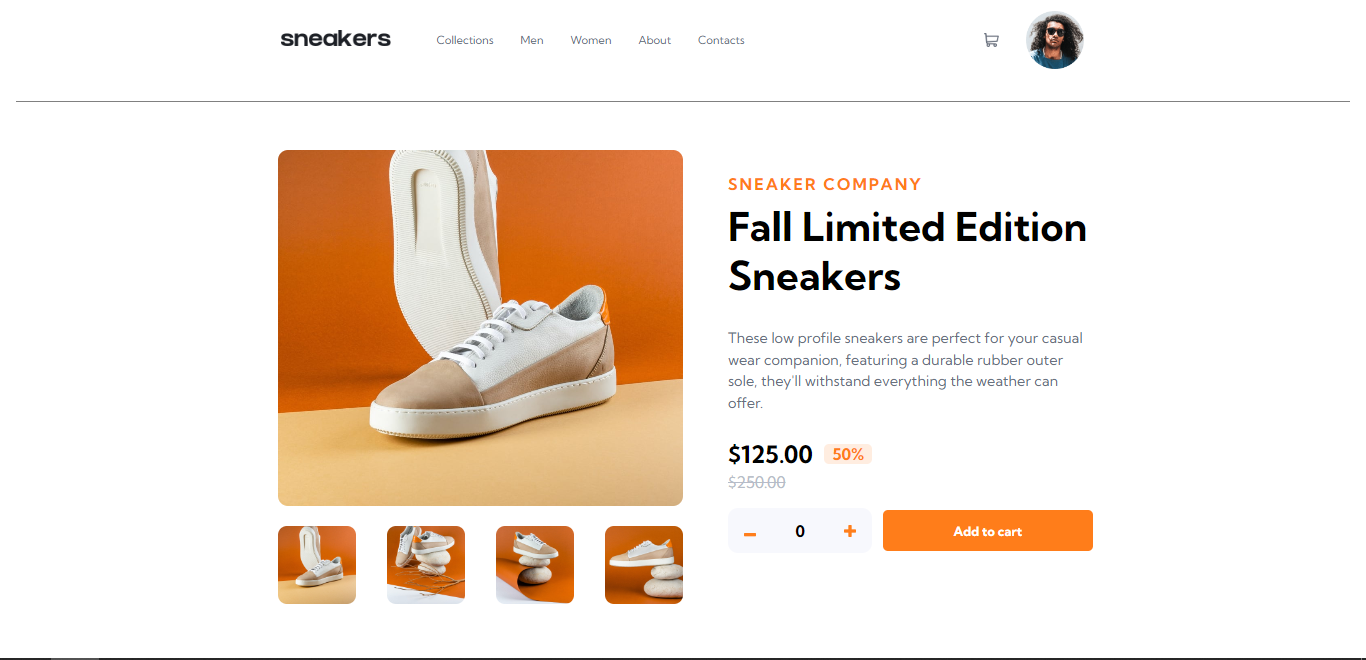 sneakers Collections Men Women About Contacts
SNEAKER COMPANY
Fall Limited Edition
Sneakers
These low profile sneakers are perfect for your casual
wear companion, featuring a durable rubber outer
sole, they'll withstand everything the weather can
offer.
$125.00 50%
$250.00
0 Add to cart